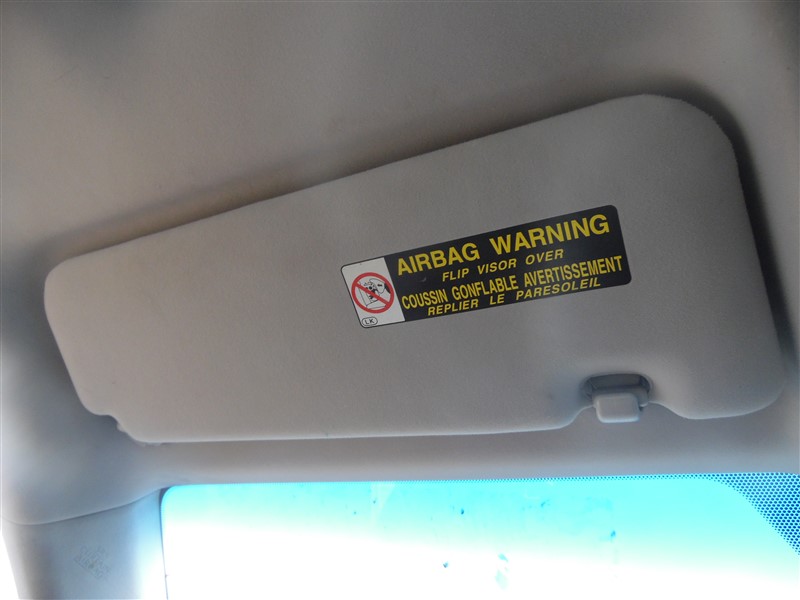 AIRBAG WARNING
FLIP VISOR OVER
COUSSIN GONFLABLE AVERTISSEMENT
REPLIER LE PARESOLEIL